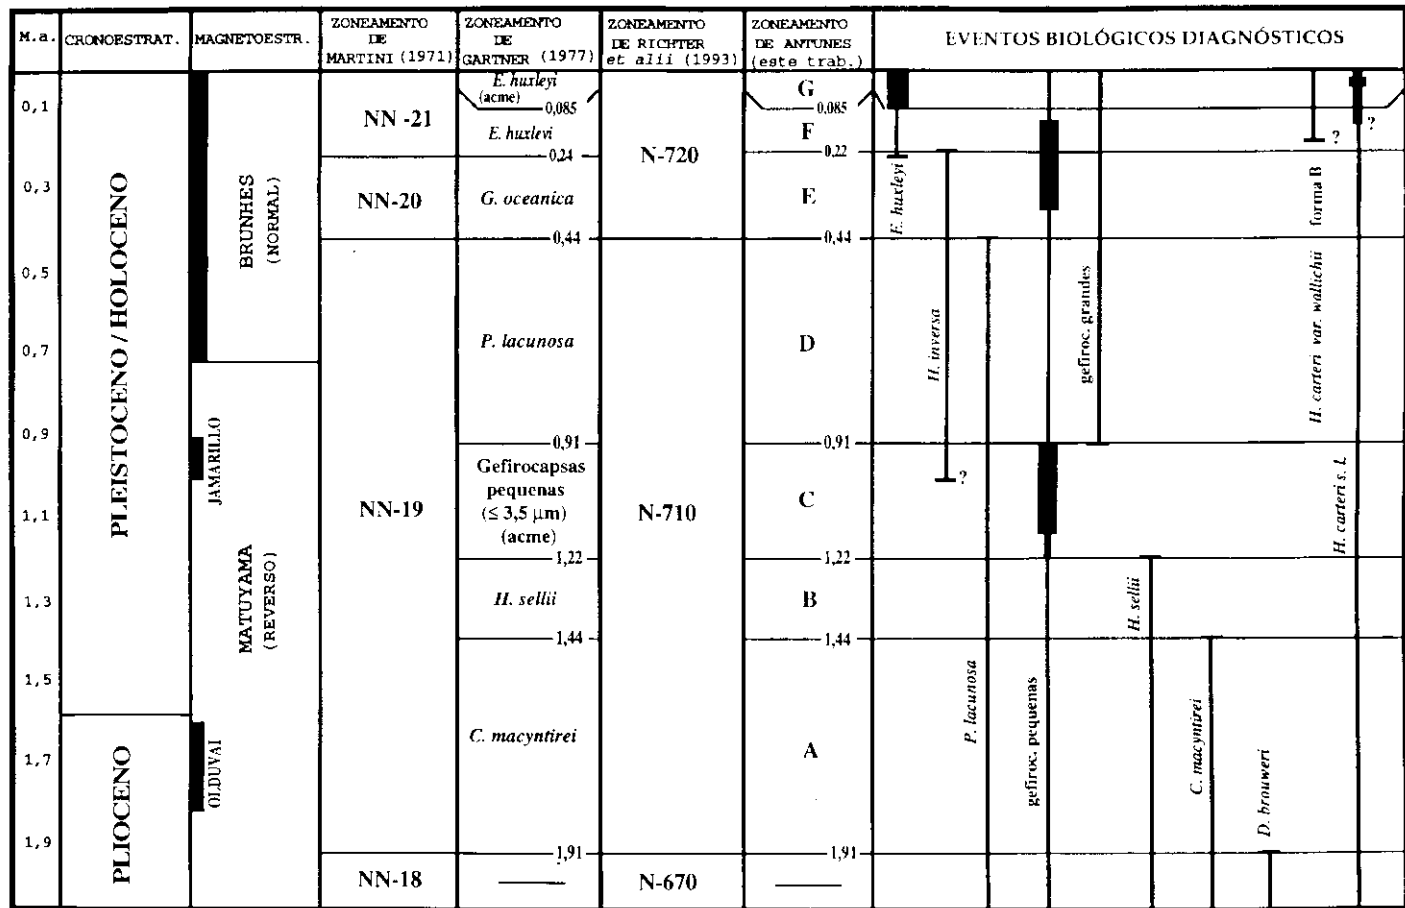 M.a.
CRONOESTRAT.
MAGNETOESTR.
ZONEAMENTO
DE
MARTINI (1971)
ZONEAMENTO
DE
GARTNER (1977)
ZONEAMENTO
DE RICHTER
et alii (1993)
ZONEAMENTO
DE ANTUNES
(este trab.)
EVENTOS BIOLÓGICOS DIAGNÓSTICOS
0,1
0,3
0,5
0,7
0,9
1,1
1,3
1,5
1,7
1,9
PLEISTOCENO / HOLOCENO
PLIOCENO
BRUNHES
(NORMAL)
JAMARILLO
MATUYAMA
(REVERSO)
OLDUVAI
NN -21
NN-20
NN-19
NN-18
E. huxleyi
(acme)
0,085
E. huxlevi
0,24
G. oceanica
0,44
P. lacunosa
0,91
Gefirocapsas
pequenas
(≤ 3,5 µm)
(acme)
1,22
H. sellii
1,44
C. macyntirei
1,91
N-720
N-710
N-670
G
0,085
F
0,22
E
0,44
D
0,91
C
1,22
B
1,44
A
1,91
E. huxleyi
H. inversa
?
P. lacunosa
gefiroc. pequenas
gefiroc. grandes
H. sellii
C. macyntirei
D. brouweri
H. carteri var. wallichii forma B
?
H. carteri s. l.
?